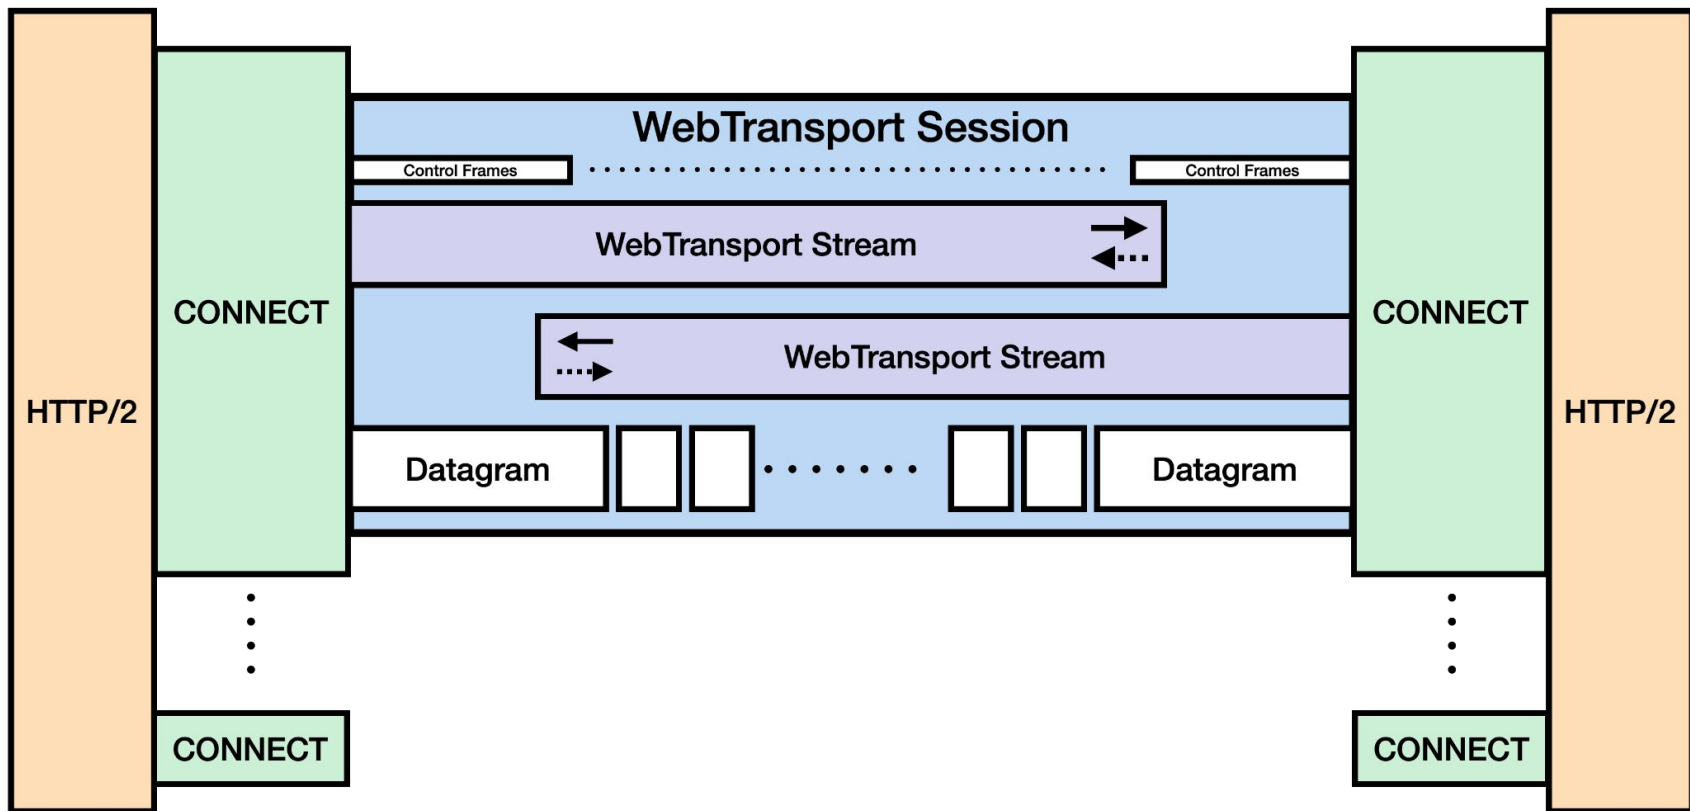 WebTransport Session
Control Frames
Control Frames
WebTransport Stream
CONNECT
CONNECT
WebTransport Stream
HTTP/2
HTTP/2
Datagram
Datagram
CONNECT
CONNECT